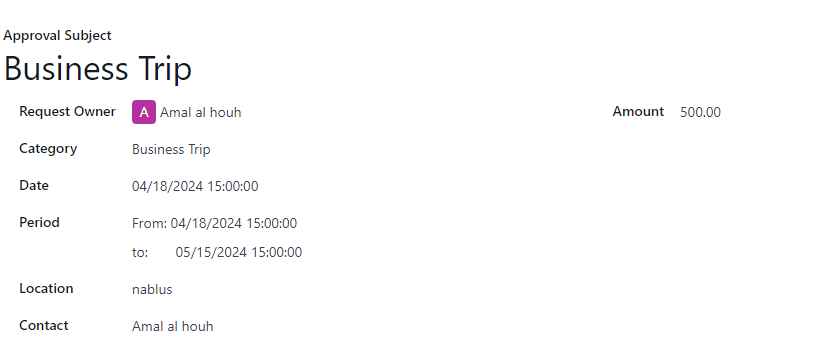 Approval Subject
Business Trip
Request Owner A Amal al houh Amount 500.00
Category Business Trip
Date 04/18/2024 15:00:00
Period From: 04/18/2024 15:00:00
to: 05/15/2024 15:00:00
Location nablus
Contact Amal al houh